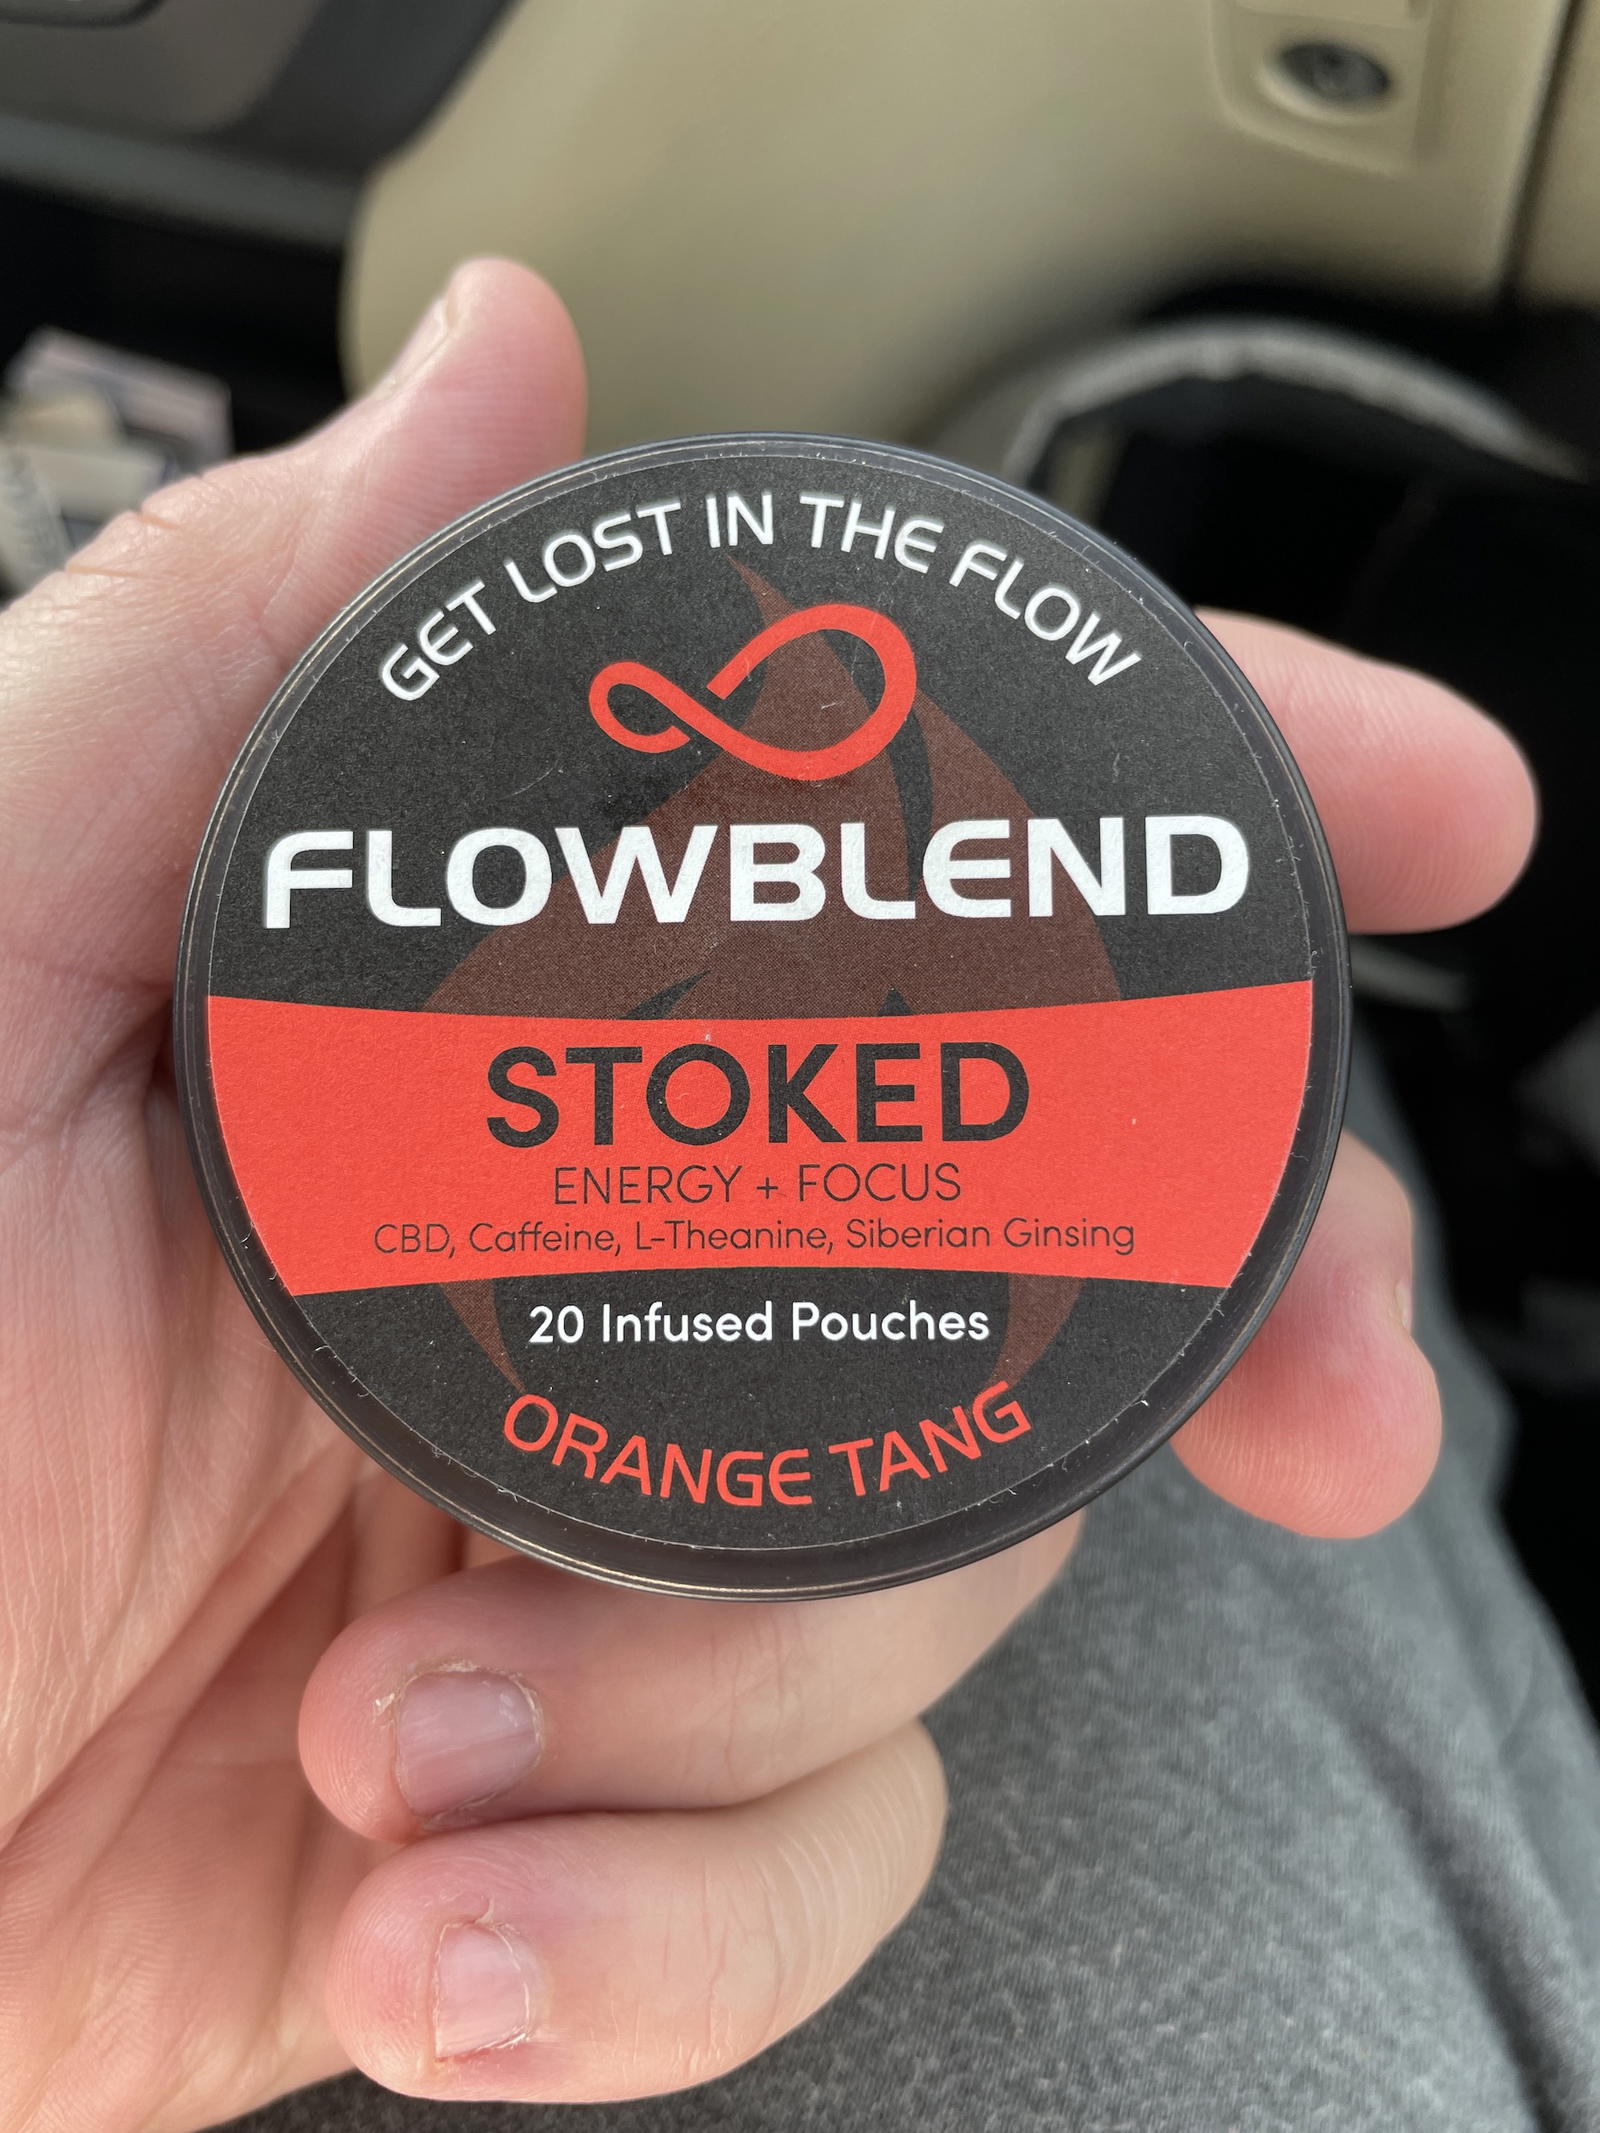 GET LOST IN THE FLOW
FLOWBLEND
STOKED
ENERGY + FOCUS
CBD, Caffeine, L-Theanine, Siberian Ginsing
20 Infused Pouches
ORANGE TANG